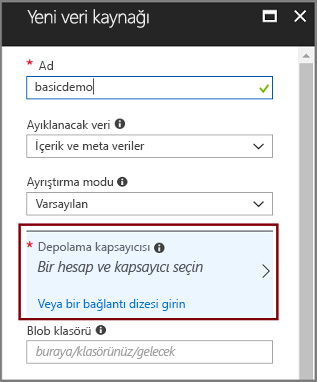 Yeni veri kaynağı
* Ad
basicdemo
Ayıklanacak veri
İçerik ve meta veriler
Ayrıştırma modu
Varsayılan
* Depolama kapsayıcısı
Bir hesap ve kapsayıcı seçin
Veya bir bağlantı dizesi girin
Blob klasörü
buraya/klasörünüz/gelecek